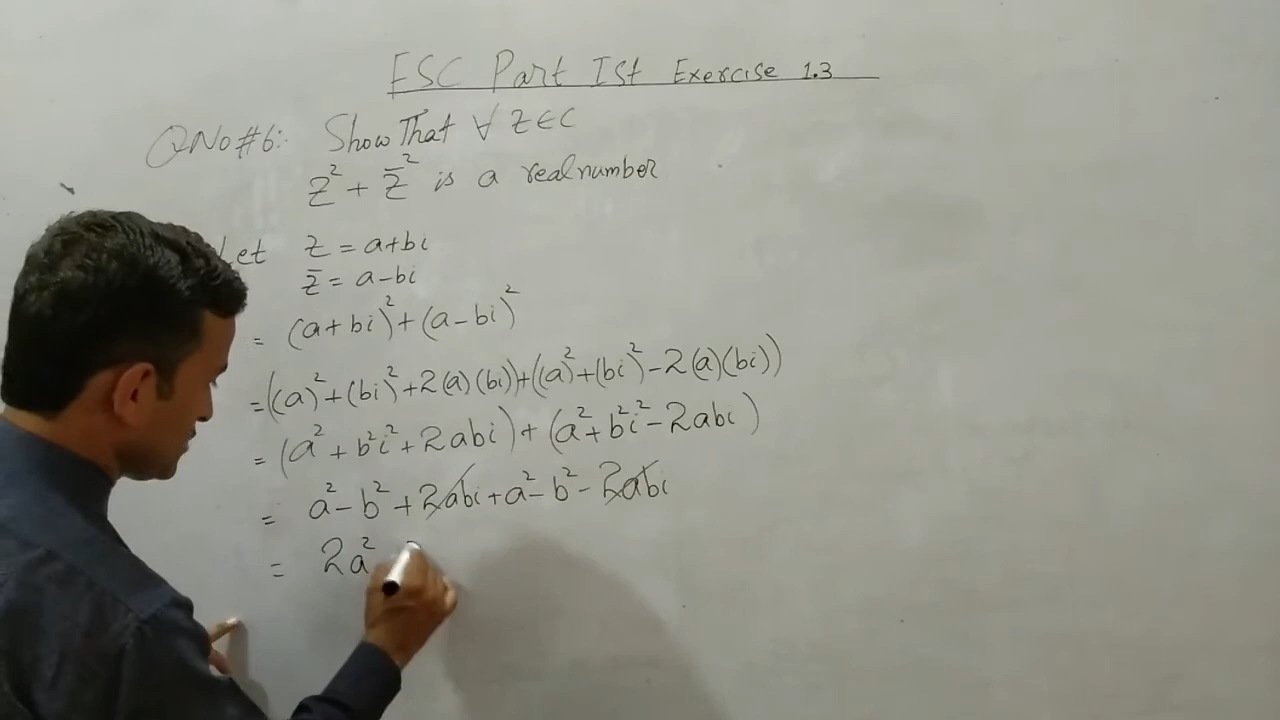 FSC Part Ist Exercise 1.3
QNo#6:- Show That ∀ z∈C
z² + z̄² is a real number
Let z = a+bi
z̄ = a-bi
= (a+bi)²+(a-bi)²
= ((a)²+(bi)²+2(a)(bi))+((a)²+(bi)²-2(a)(bi))
= (a²+b²i²+2abi)+(a²+b²i²-2abi)
= a²-b²+2abi+a²-b²-2abi
= 2a²